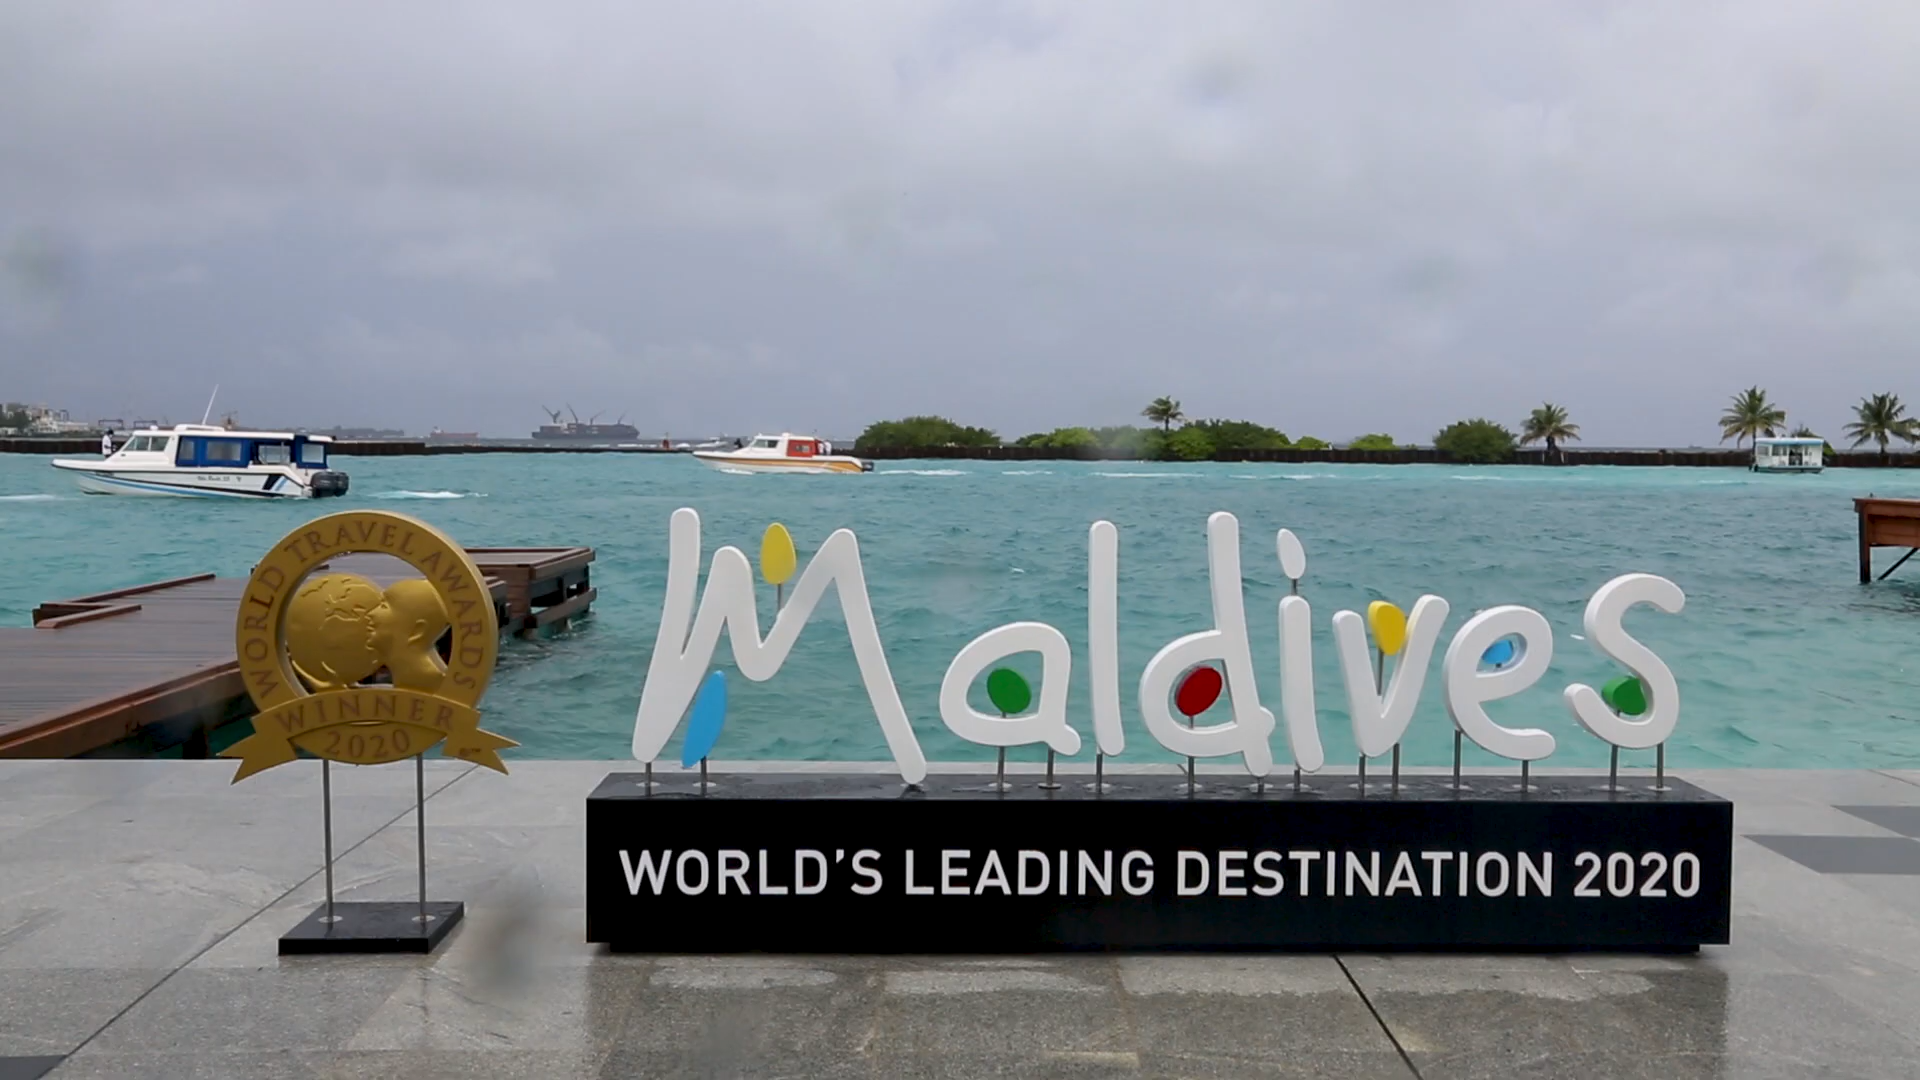 WORLD TRAVEL AWARDS
WINNER
2020
Maldives
WORLD'S LEADING DESTINATION 2020